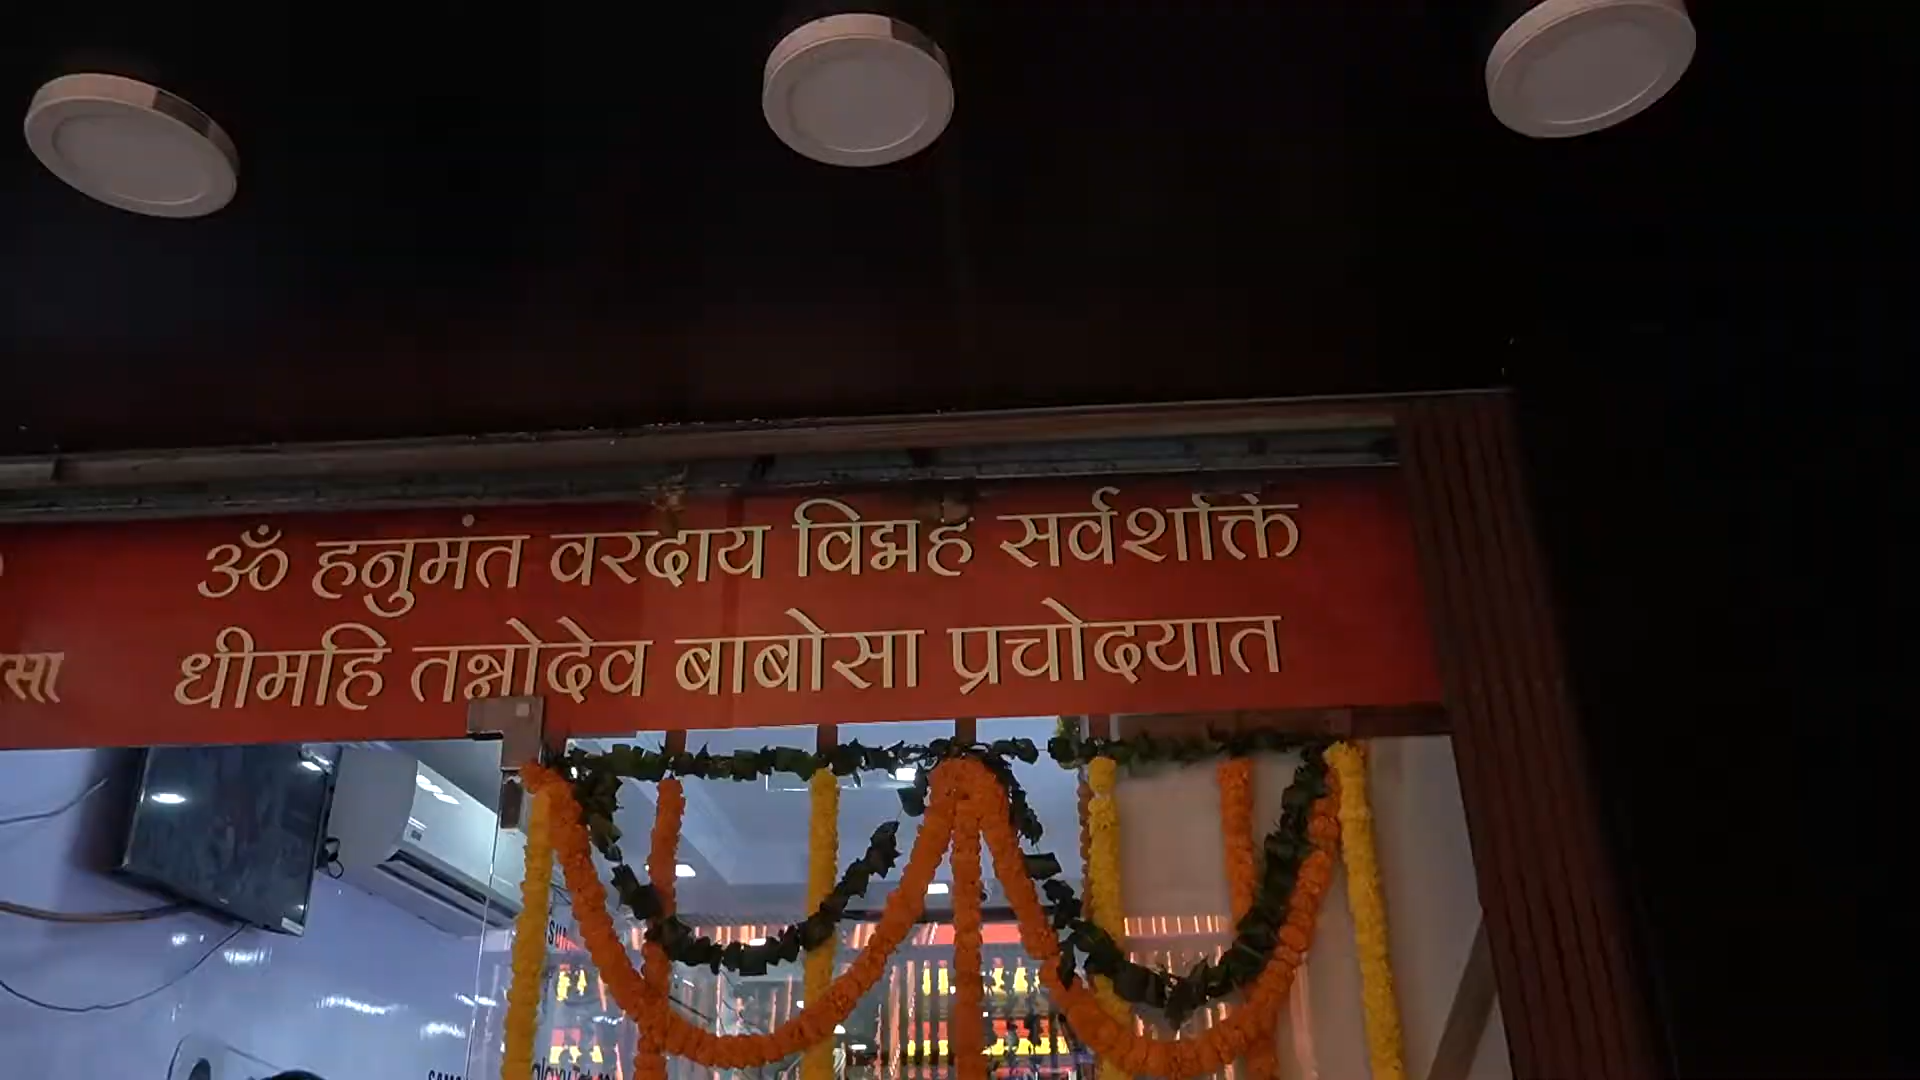 ॐ हनुमंत वरदाय विद्महे सर्वशक्ति
धीमहि तन्नोदेव बाबोसा प्रचोदयात